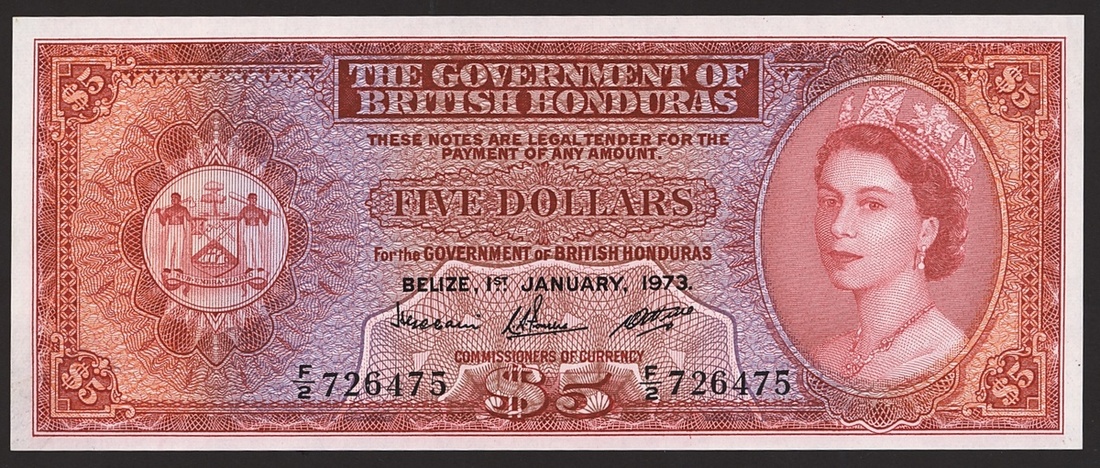 $5
$5
THE GOVERNMENT OF
BRITISH HONDURAS
THESE NOTES ARE LEGAL TENDER FOR THE
PAYMENT OF ANY AMOUNT.
FIVE DOLLARS
For the GOVERNMENT OF BRITISH HONDURAS
BELIZE, 1ST JANUARY, 1973.
COMMISSIONERS OF CURRENCY
F/2 726475
F/2 726475
$5
$5
$5